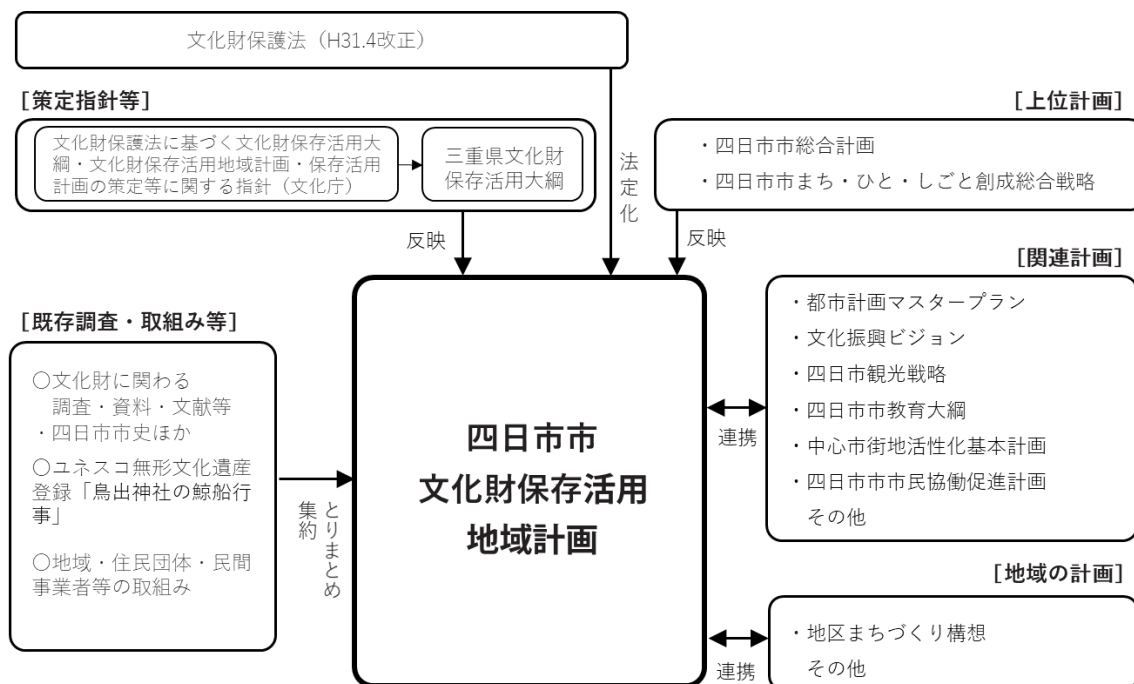 文化財保護法（H31.4改正）
[策定指針等]
文化財保護法に基づく文化財保存活用大
綱・文化財保存活用地域計画・保存活用
計画の策定等に関する指針（文化庁）
三重県文化財
保存活用大綱
反映
法定化
[上位計画]
・四日市市総合計画
・四日市市まち・ひと・しごと創成総合戦略
反映
[関連計画]
・都市計画マスタープラン
・文化振興ビジョン
・四日市観光戦略
・四日市市教育大綱
・中心市街地活性化基本計画
・四日市市市民協働促進計画
その他
連携
[既存調査・取組み等]
〇文化財に関わる
調査・資料・文献等
・四日市市史ほか
〇ユネスコ無形文化遺産
登録「鳥出神社の鯨船行
事」
〇地域・住民団体・民間
事業者等の取組み
とりまとめ
集約
四日市市
文化財保存活用
地域計画
[地域の計画]
・地区まちづくり構想
その他
連携